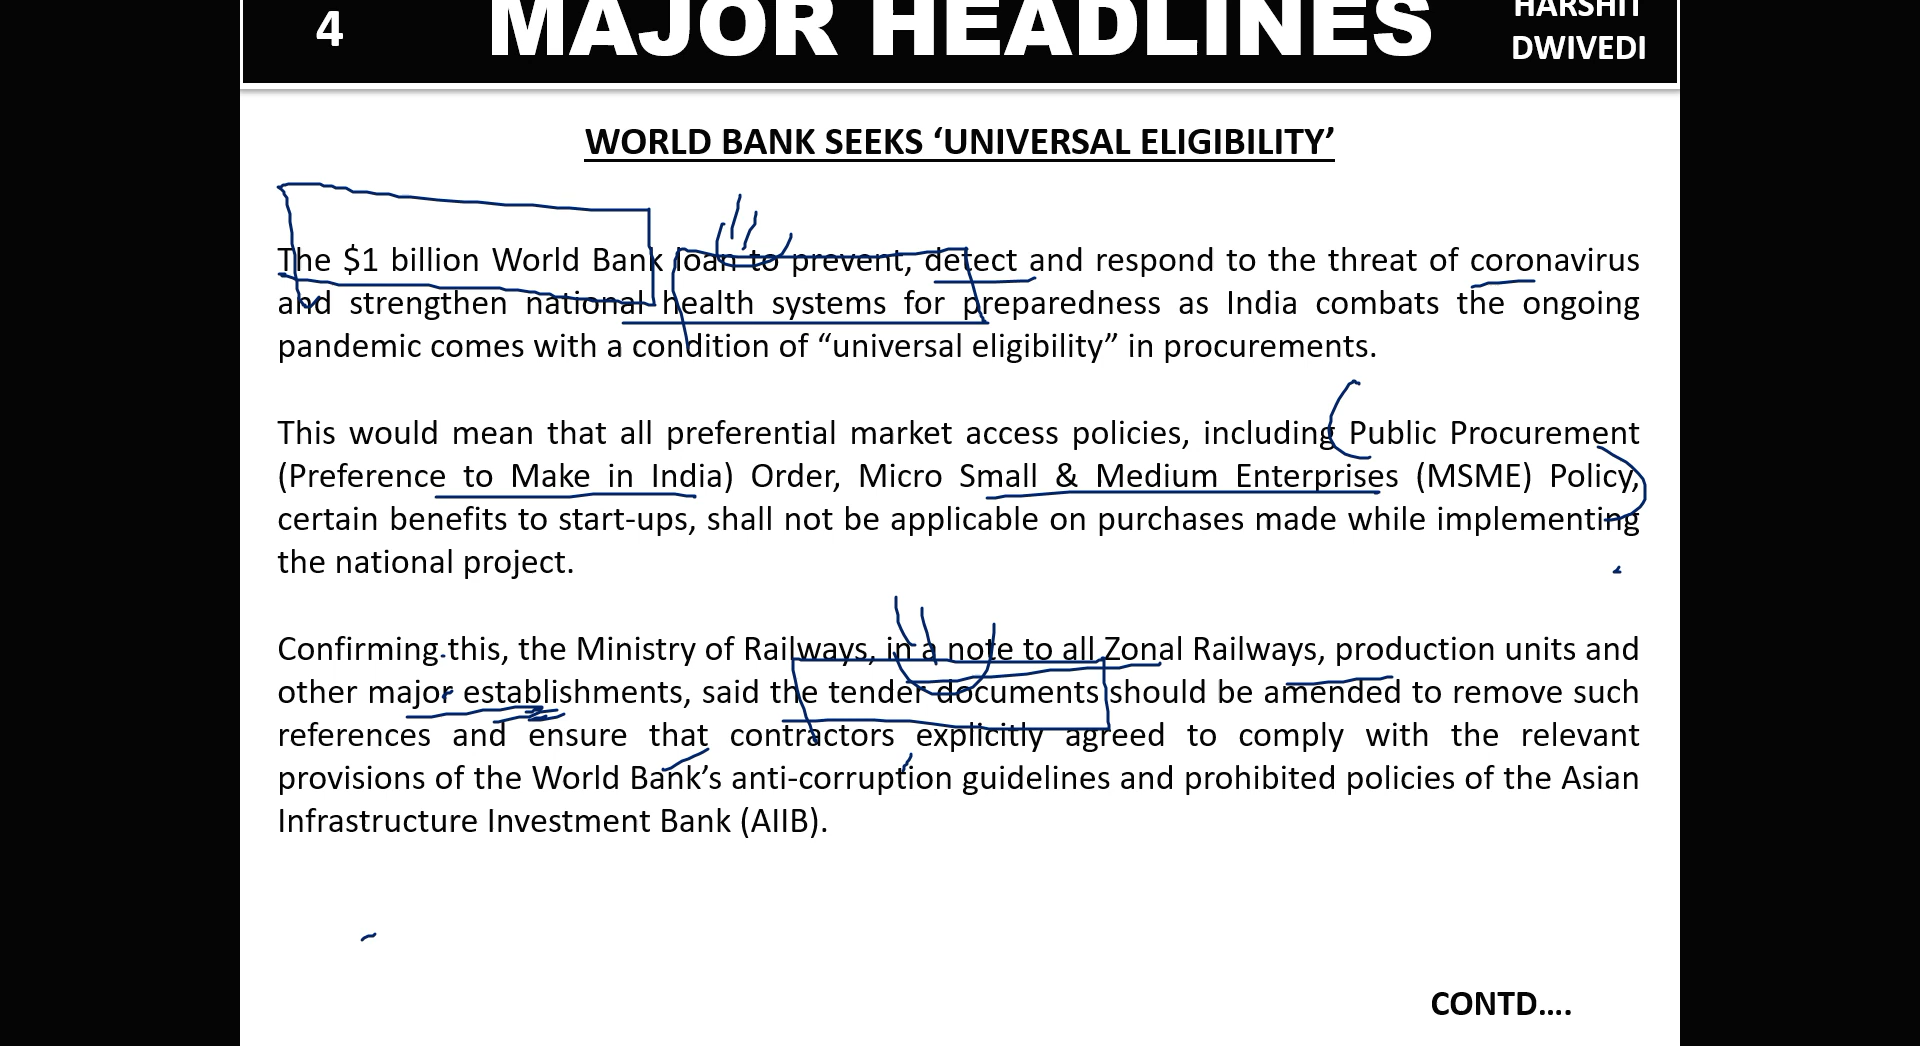 4
MAJOR HEADLINES
HARSHIT
DWIVEDI
WORLD BANK SEEKS ‘UNIVERSAL ELIGIBILITY’
The $1 billion World Bank loan to prevent, detect and respond to the threat of coronavirus
and strengthen national health systems for preparedness as India combats the ongoing
pandemic comes with a condition of “universal eligibility” in procurements.
This would mean that all preferential market access policies, including Public Procurement
(Preference to Make in India) Order, Micro Small & Medium Enterprises (MSME) Policy,
certain benefits to start-ups, shall not be applicable on purchases made while implementing
the national project.
Confirming this, the Ministry of Railways, in a note to all Zonal Railways, production units and
other major establishments, said the tender documents should be amended to remove such
references and ensure that contractors explicitly agreed to comply with the relevant
provisions of the World Bank’s anti-corruption guidelines and prohibited policies of the Asian
Infrastructure Investment Bank (AIIB).
CONTD....